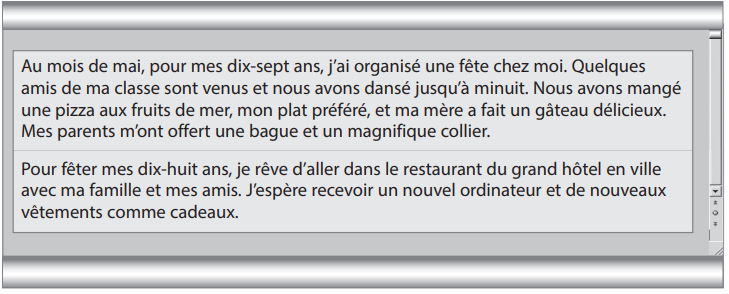 Au mois de mai, pour mes dix-sept ans, j'ai organisé une fête chez moi. Quelques
amis de ma classe sont venus et nous avons dansé jusqu'à minuit. Nous avons mangé
une pizza aux fruits de mer, mon plat préféré, et ma mère a fait un gâteau délicieux.
Mes parents m'ont offert une bague et un magnifique collier.
Pour fêter mes dix-huit ans, je rêve d'aller dans le restaurant du grand hôtel en ville
avec ma famille et mes amis. J'espère recevoir un nouvel ordinateur et de nouveaux
vêtements comme cadeaux.